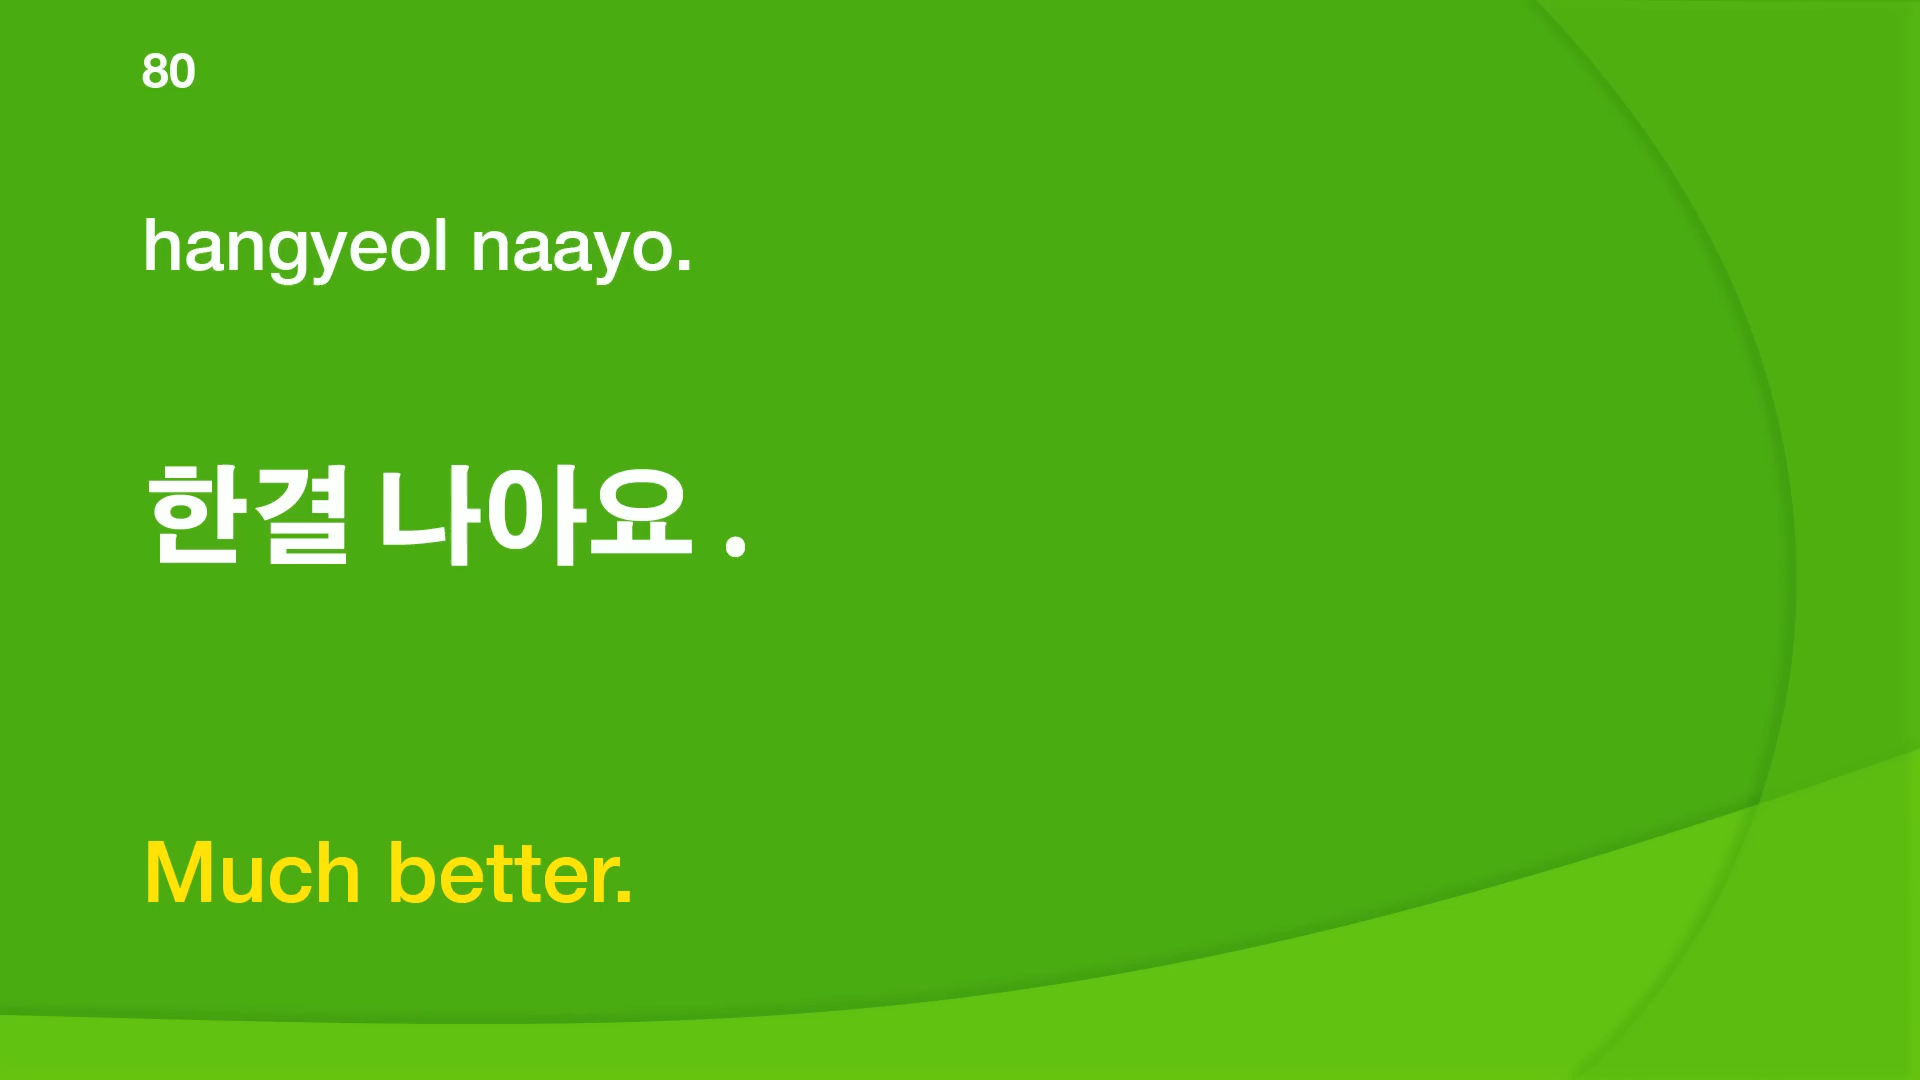 80
hangyeol naayo.
한결 나아요 .
Much better.